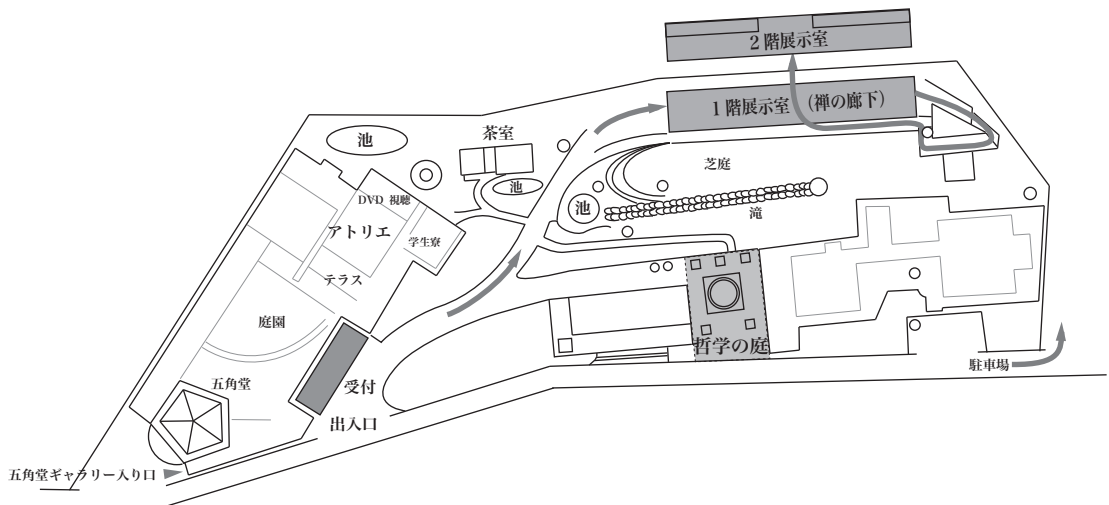 2階展示室
1階展示室(禅の廊下)
池
茶室
池
芝庭
DVD 視聴
池
滝
アトリエ
学生寮
テラス
庭園
哲学の庭
駐車場
五角堂
受付
出入口
五角堂ギャラリー入り口